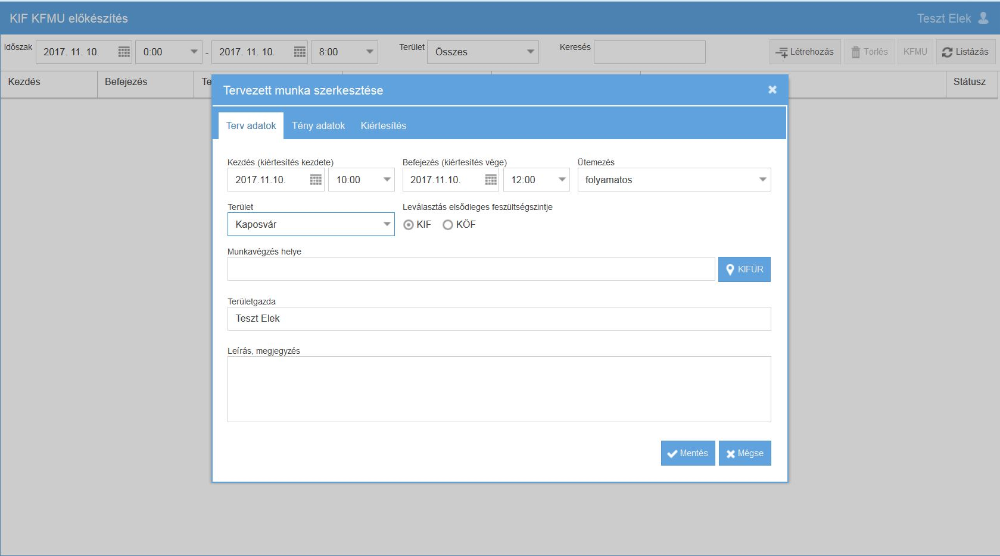 KIF KFMU előkészítés
Teszt Elek
Időszak 2017. 11. 10. 0:00 - 2017. 11. 10. 8:00 Terület Összes Keresés Létrehozás Törlés KFMU Listázás
Kezdés Befejezés Státusz
Tervezett munka szerkesztése
Terv adatok Tény adatok Kiértesítés
Kezdés (kiértesítés kezdete) Befejezés (kiértesítés vége) Ütemezés
2017.11.10. 10:00 2017.11.10. 12:00 folyamatos
Terület Leválasztás elsődleges feszültségszintje
Kaposvár KIF KÖF
Munkavégzés helye
KIFÜR
Területgazda
Teszt Elek
Leírás, megjegyzés
Mentés Mégse